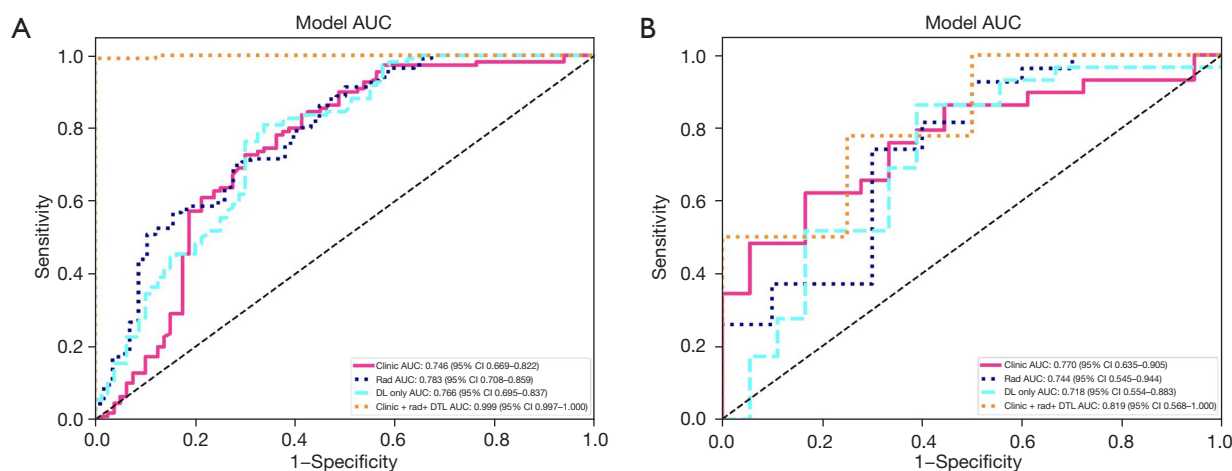 A
Model AUC
1.0
0.8
0.6
0.4
0.2
0.0
Sensitivity
0.0
0.2
0.4
0.6
0.8
1.0
1–Specificity
Clinic AUC: 0.746 (95% CI 0.669–0.822)
Rad AUC: 0.783 (95% CI 0.708–0.859)
DL only AUC: 0.766 (95% CI 0.695–0.837)
Clinic + rad+ DTL AUC: 0.999 (95% CI 0.997–1.000)
B
Model AUC
1.0
0.8
0.6
0.4
0.2
0.0
Sensitivity
0.2
0.4
0.6
0.8
1.0
1–Specificity
Clinic AUC: 0.770 (95% CI 0.635–0.905)
Rad AUC: 0.744 (95% CI 0.545–0.944)
DL only AUC: 0.718 (95% CI 0.554–0.883)
Clinic + rad+ DTL AUC: 0.819 (95% CI 0.568–1.000)